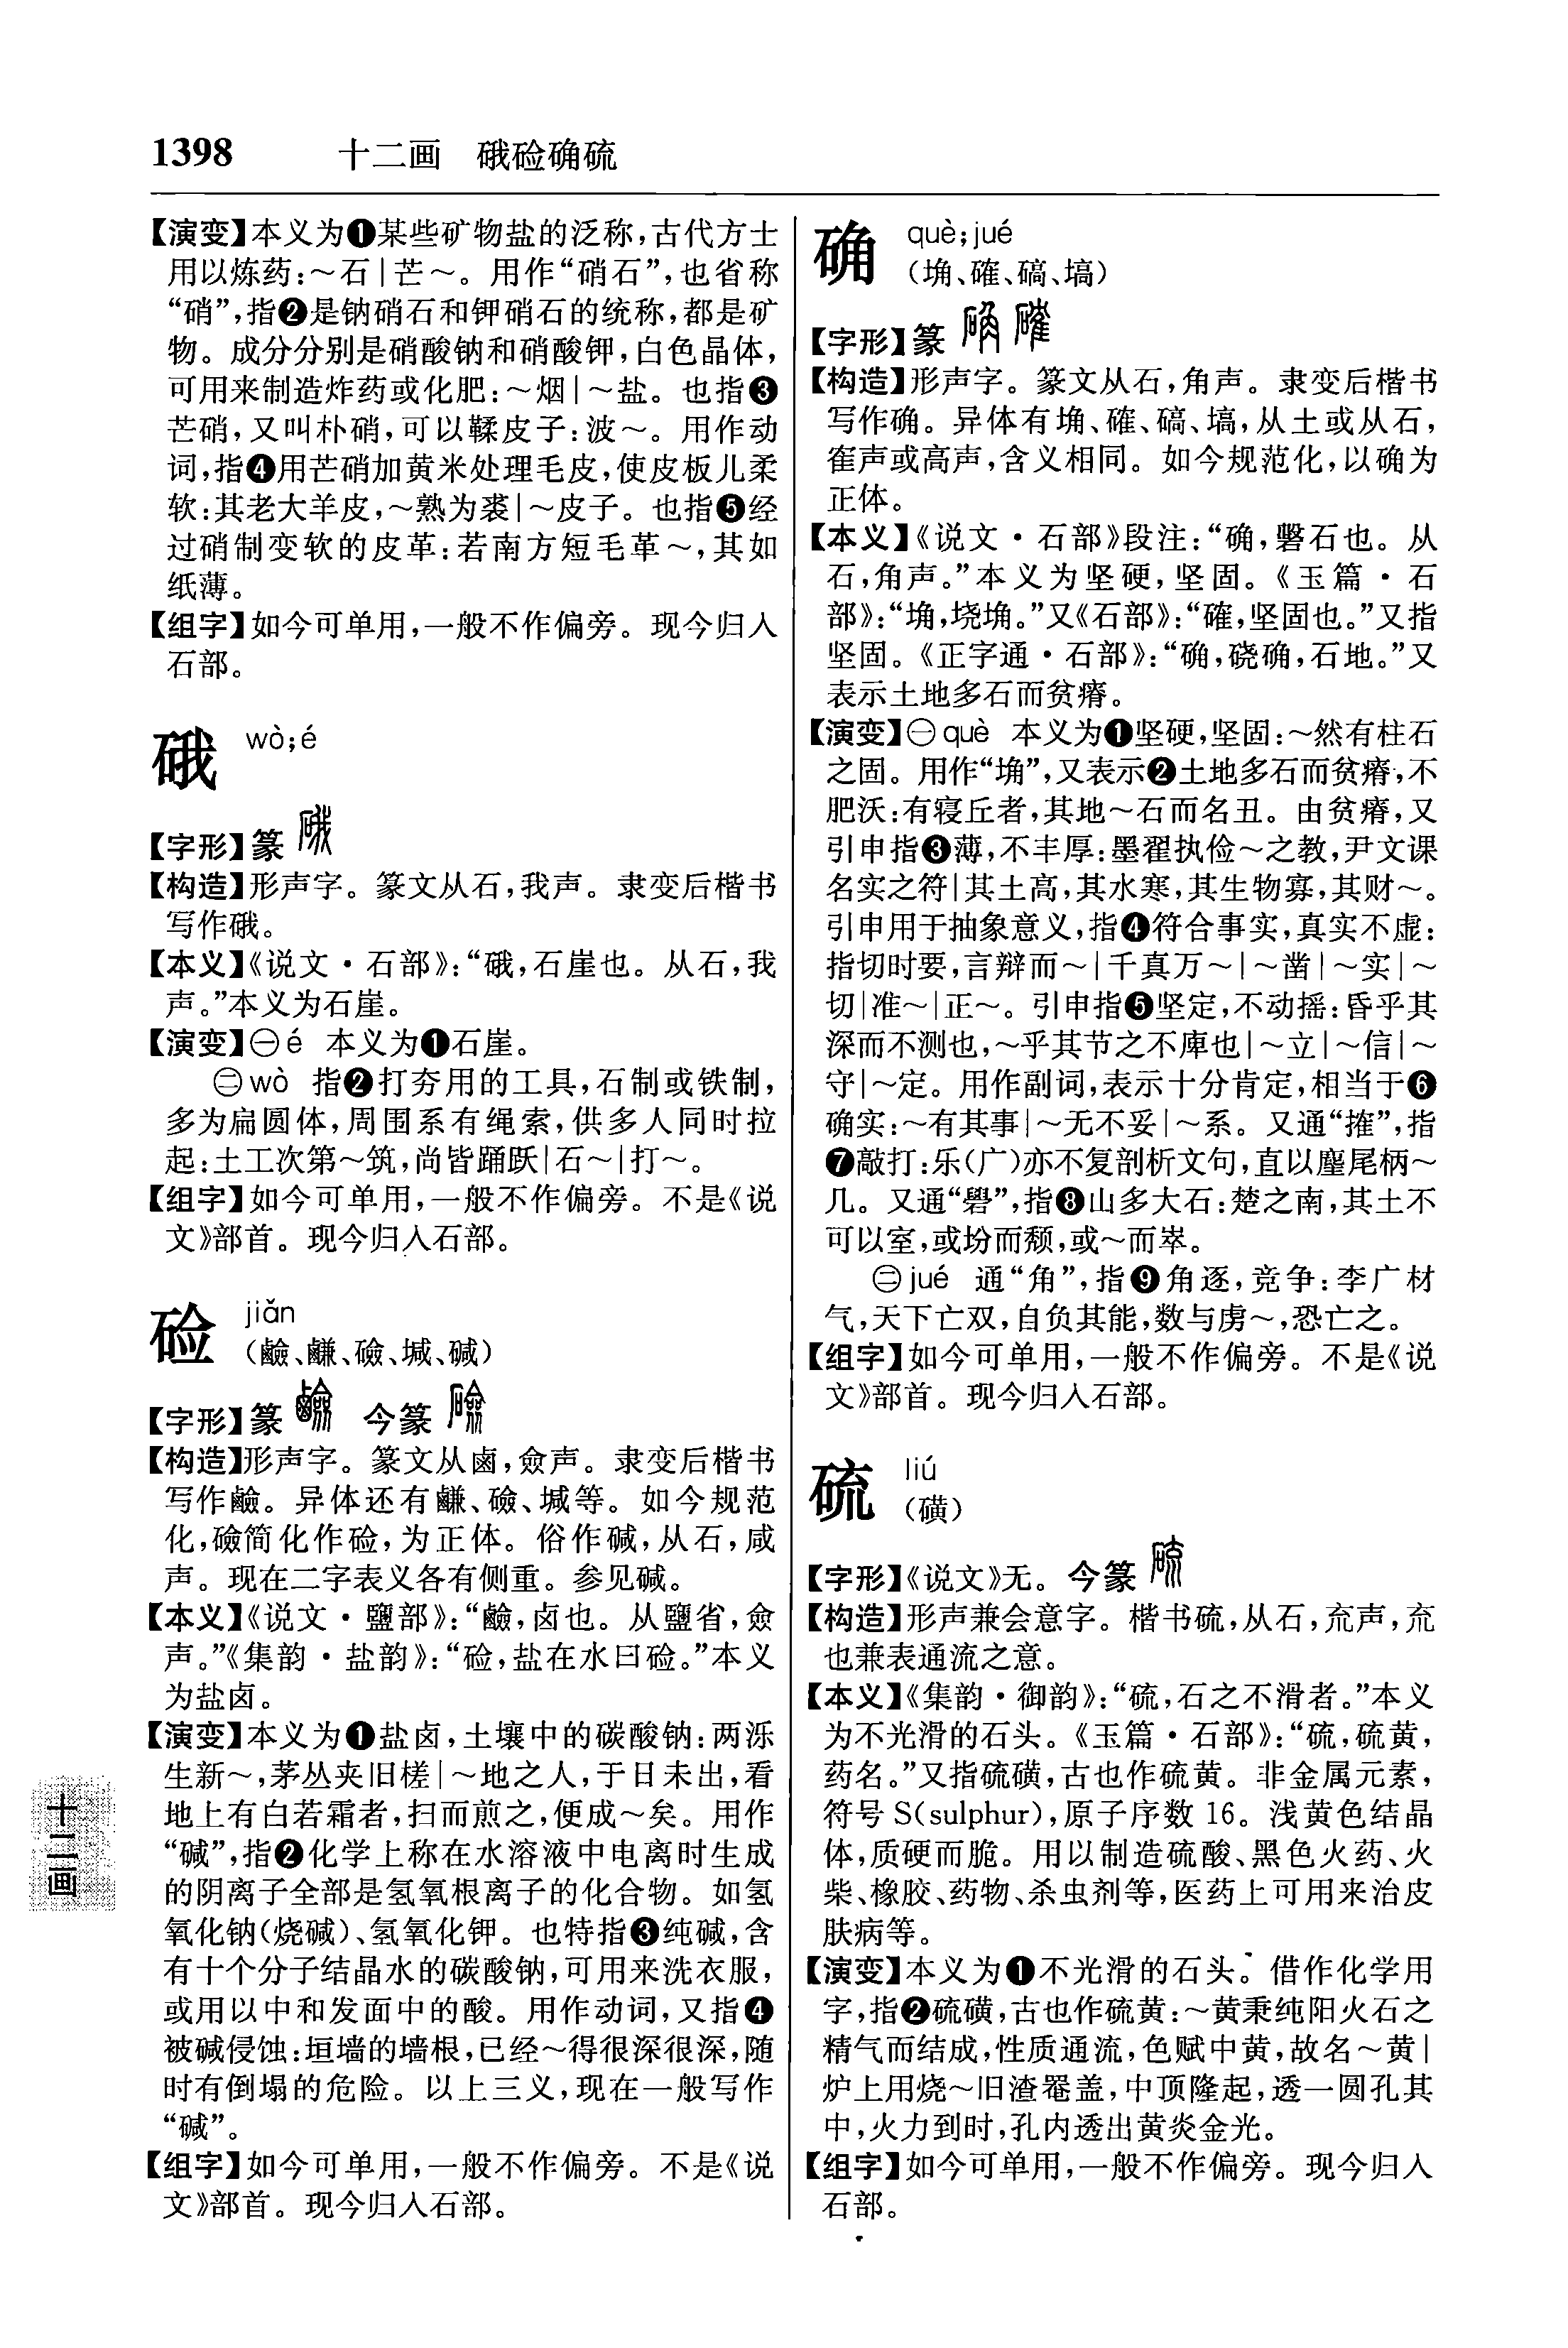 1398 十二画 硪硷确硫
【演变】本义为❶某些矿物盐的泛称,古代方士
用以炼药:～石|芒～。用作“硝石”,也省称
“硝”,指❷是钠硝石和钾硝石的统称,都是矿
物。成分分别是硝酸钠和硝酸钾,白色晶体,
可用来制造炸药或化肥:～烟|～盐。也指❸
芒硝,又叫朴硝,可以鞣皮子:波～。用作动
词,指❹用芒硝加黄米处理毛皮,使皮板儿柔
软:其老大羊皮,～熟为裘|～皮子。也指❺经
过硝制变软的皮革:若南方短毛革～,其如
纸薄。
【组字】如今可单用,一般不作偏旁。现今归入
石部。
硪 wò;é
【字形】篆
【构造】形声字。篆文从石,我声。隶变后楷书
写作硪。
【本义】《说文·石部》:“硪,石崖也。从石,我
声。”本义为石崖。
【演变】㊀é 本义为❶石崖。
㊁wò 指❷打夯用的工具,石制或铁制,
多为扁圆体,周围系有绳索,供多人同时拉
起:土工次第～筑,尚皆踊跃|石～|打～。
【组字】如今可单用,一般不作偏旁。不是《说
文》部首。现今归入石部。
硷 jiǎn
(鹼、鹻、礆、堿、碱)
【字形】篆 今篆
【构造】形声字。篆文从鹵,僉声。隶变后楷书
写作鹼。异体还有鹻、礆、堿等。如今规范
化,礆简化作硷,为正体。俗作碱,从石,咸
声。现在二字表义各有侧重。参见碱。
【本义】《说文·鹽部》:“鹼,卤也。从鹽省,僉
声。”《集韵·盐韵》:“硷,盐在水曰硷。”本义
为盐卤。
【演变】本义为❶盐卤,土壤中的碳酸钠:两泺
生新～,茅丛夹旧槎|～地之人,于日未出,看
地上有白若霜者,扫而煎之,便成～矣。用作
“碱”,指❷化学上称在水溶液中电离时生成
的阴离子全部是氢氧根离子的化合物。如氢
氧化钠(烧碱)、氢氧化钾。也特指❸纯碱,含
有十个分子结晶水的碳酸钠,可用来洗衣服,
或用以中和发面中的酸。用作动词,又指❹
被碱侵蚀:垣墙的墙根,已经～得很深很深,随
时有倒塌的危险。以上三义,现在一般写作
“碱”。
【组字】如今可单用,一般不作偏旁。不是《说
文》部首。现今归入石部。
确 què;jué
(埆、確、碻、塙)
【字形】篆
【构造】形声字。篆文从石,角声。隶变后楷书
写作确。异体有埆、確、碻、塙,从土或从石,
隺声或高声,含义相同。如今规范化,以确为
正体。
【本义】《说文·石部》段注:“确,礊石也。从
石,角声。”本义为坚硬,坚固。《玉篇·石
部》:“埆,墝埆。”又《石部》:“確,坚固也。”又指
坚固。《正字通·石部》:“确,硗确,石地。”又
表示土地多石而贫瘠。
【演变】㊀què 本义为❶坚硬,坚固:～然有柱石
之固。用作“埆”,又表示❷土地多石而贫瘠,不
肥沃:有寝丘者,其地～石而名丑。由贫瘠,又
引申指❸薄,不丰厚:墨翟执俭～之教,尹文课
名实之符|其土高,其水寒,其生物寡,其财～。
引申用于抽象意义,指❹符合事实,真实不虚:
指切时要,言辩而～|千真万～|～凿|～实|～
切|准～|正～。引申指❺坚定,不动摇:昏乎其
深而不测也,～乎其节之不庳也|～立|～信|～
守|～定。用作副词,表示十分肯定,相当于❻
确实:～有其事|～无不妥|～系。又通“搉”,指
❼敲打:乐(广)亦不复剖析文句,直以麈尾柄～
几。又通“礐”,指❽山多大石:楚之南,其土不
可以室,或坋而颓,或～而崒。
㊁jué 通“角”,指❾角逐,竞争:李广材
气,天下亡双,自负其能,数与虏～,恐亡之。
【组字】如今可单用,一般不作偏旁。不是《说
文》部首。现今归入石部。
硫 liú
(磺)
【字形】《说文》无。今篆
【构造】形声兼会意字。楷书硫,从石,㐬声,㐬
也兼表通流之意。
【本义】《集韵·御韵》:“硫,石之不滑者。”本义
为不光滑的石头。《玉篇·石部》:“硫,硫黄,
药名。”又指硫磺,古也作硫黄。非金属元素,
符号 S(sulphur),原子序数 16。浅黄色结晶
体,质硬而脆。用以制造硫酸、黑色火药、火
柴、橡胶、药物、杀虫剂等,医药上可用来治皮
肤病等。
【演变】本义为❶不光滑的石头。借作化学用
字,指❷硫磺,古也作硫黄:～黄秉纯阳火石之
精气而结成,性质通流,色赋中黄,故名～黄|
炉上用烧～旧渣罨盖,中顶隆起,透一圆孔其
中,火力到时,孔内透出黄炎金光。
【组字】如今可单用,一般不作偏旁。现今归入
石部。
十二画